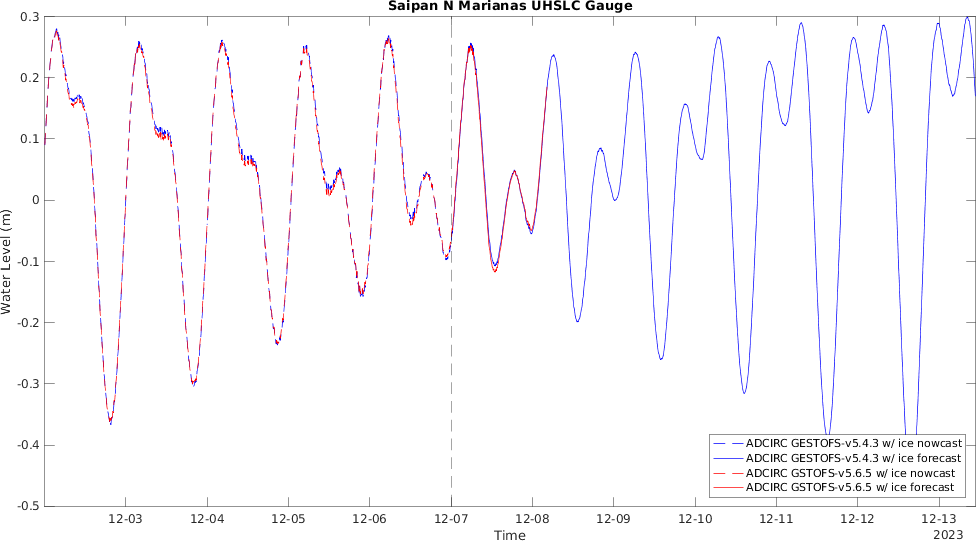 Saipan N Marianas UHSLC Gauge
0.3
0.2
0.1
0
-0.1
-0.2
-0.3
-0.4
-0.5
Water Level (m)
ADCIRC GESTOFS-v5.4.3 w/ ice nowcast
ADCIRC GESTOFS-v5.4.3 w/ ice forecast
ADCIRC GSTOFS-v5.6.5 w/ ice nowcast
ADCIRC GSTOFS-v5.6.5 w/ ice forecast
12-03 12-04 12-05 12-06 12-07 12-08 12-09 12-10 12-11 12-12 12-13
Time
2023